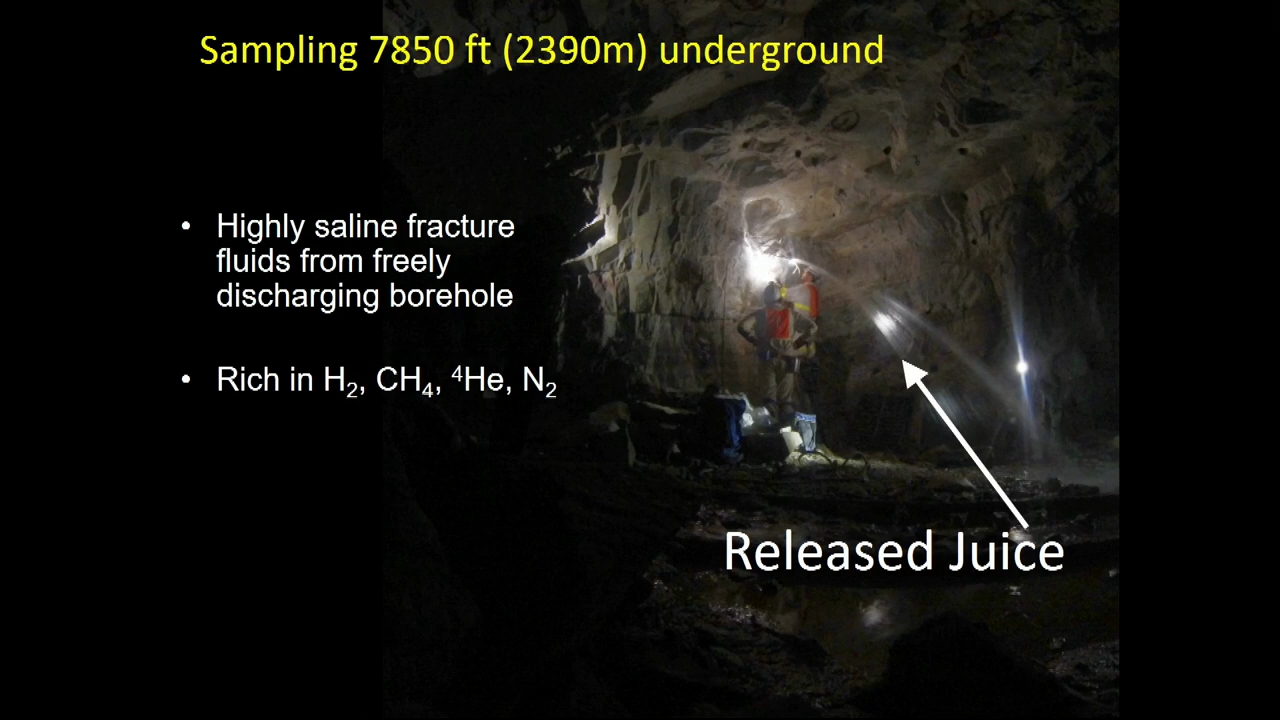 Sampling 7850 ft (2390m) underground
• Highly saline fracture
fluids from freely
discharging borehole
• Rich in H₂, CH₄, ⁴He, N₂
Released Juice